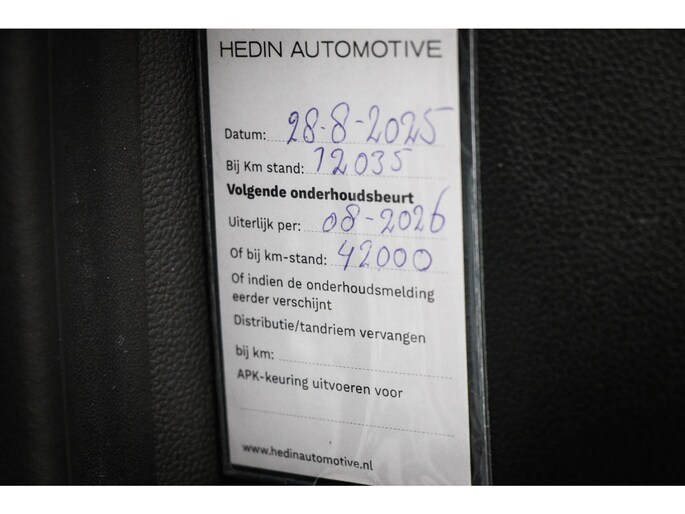 HEDIN AUTOMOTIVE
Datum: 28-8-2025
Bij Km stand: 12035
Volgende onderhoudsbeurt
Uiterlijk per: 08-2026
Of bij km-stand: 42000
Of indien de onderhoudsmelding
eerder verschijnt
Distributie/tandriem vervangen
bij km:
APK-keuring uitvoeren voor
www.hedinautomotive.nl